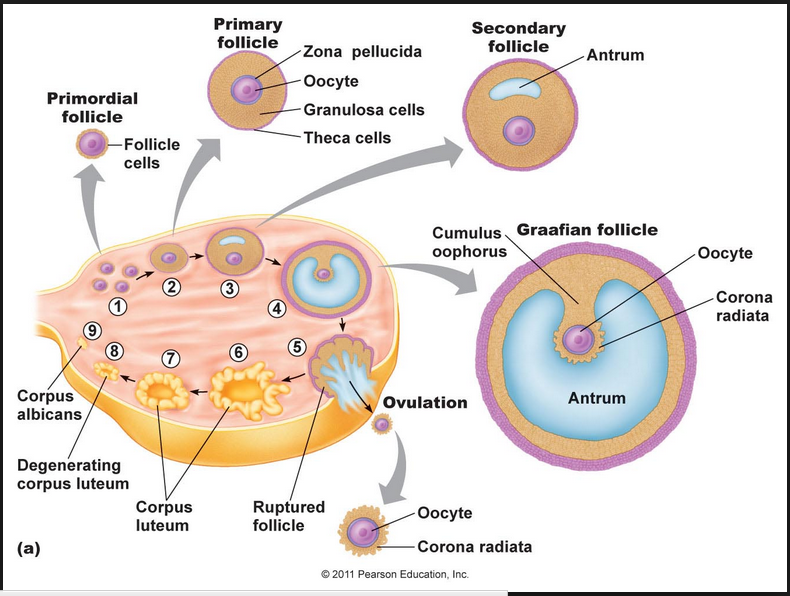 Primary
follicle
Zona pellucida
Oocyte
Granulosa cells
Theca cells
Secondary
follicle
Antrum
Primordial
follicle
Follicle
cells
Cumulus
oophorus
Graafian follicle
Oocyte
Corona
radiata
Antrum
1
2
3
4
5
6
7
8
9
Ovulation
Corpus
albicans
Degenerating
corpus luteum
Corpus
luteum
Ruptured
follicle
Oocyte
Corona radiata
(a)
© 2011 Pearson Education, Inc.